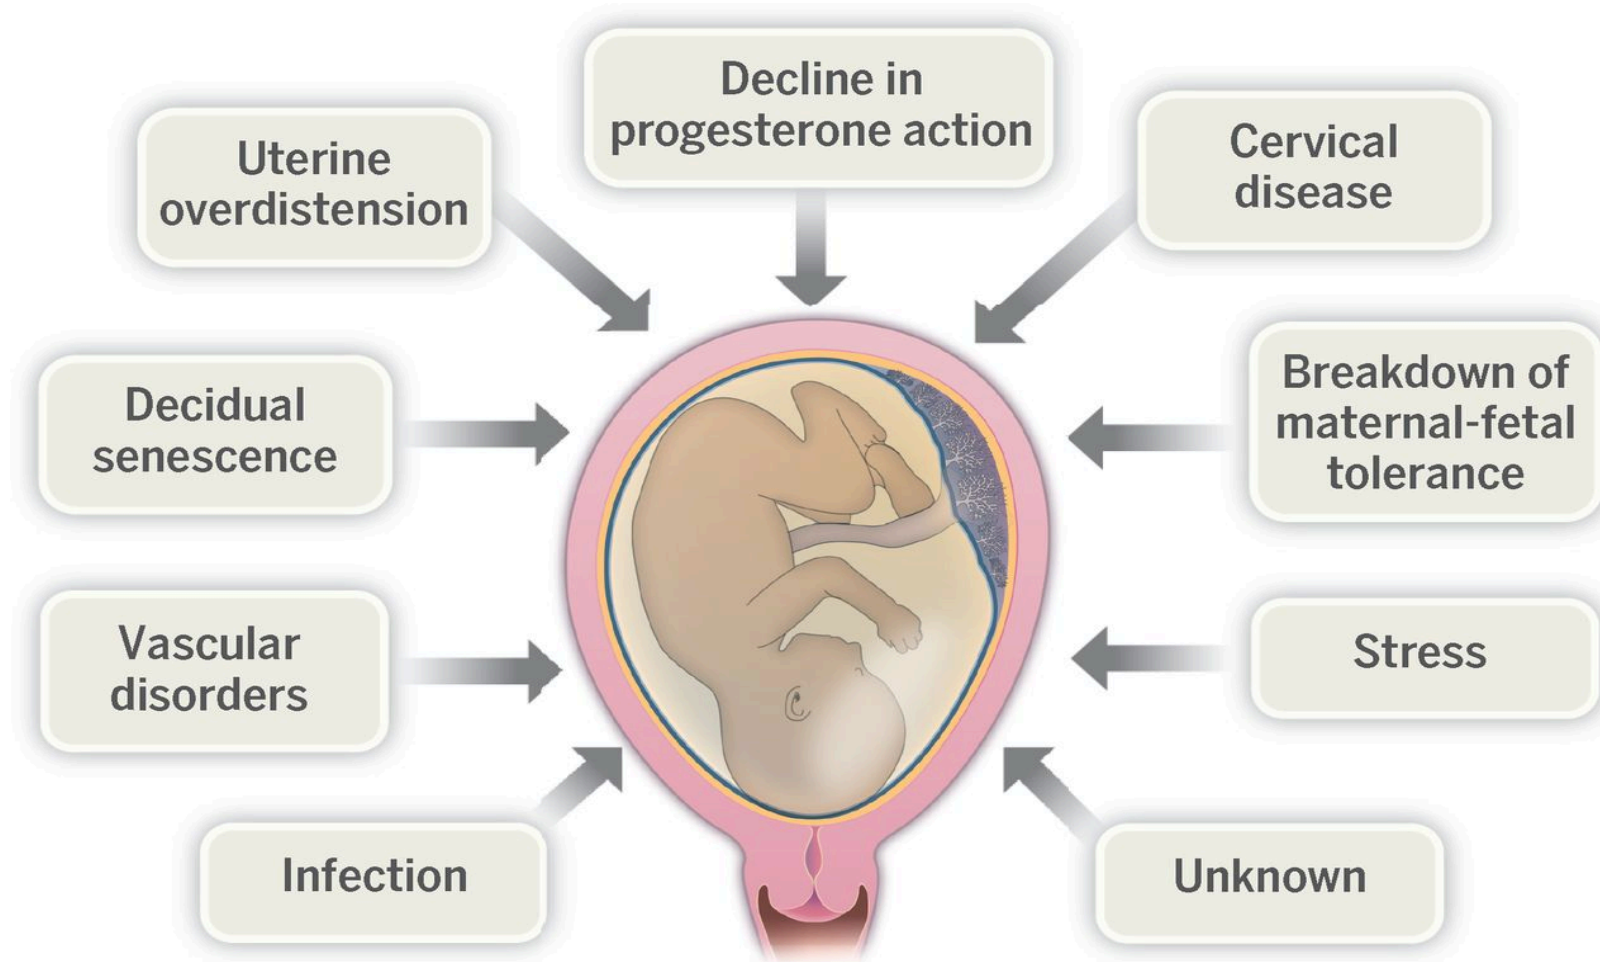 Decline in
progesterone action
Uterine
overdistension
Cervical
disease
Decidual
senescence
Breakdown of
maternal-fetal
tolerance
Vascular
disorders
Stress
Infection
Unknown